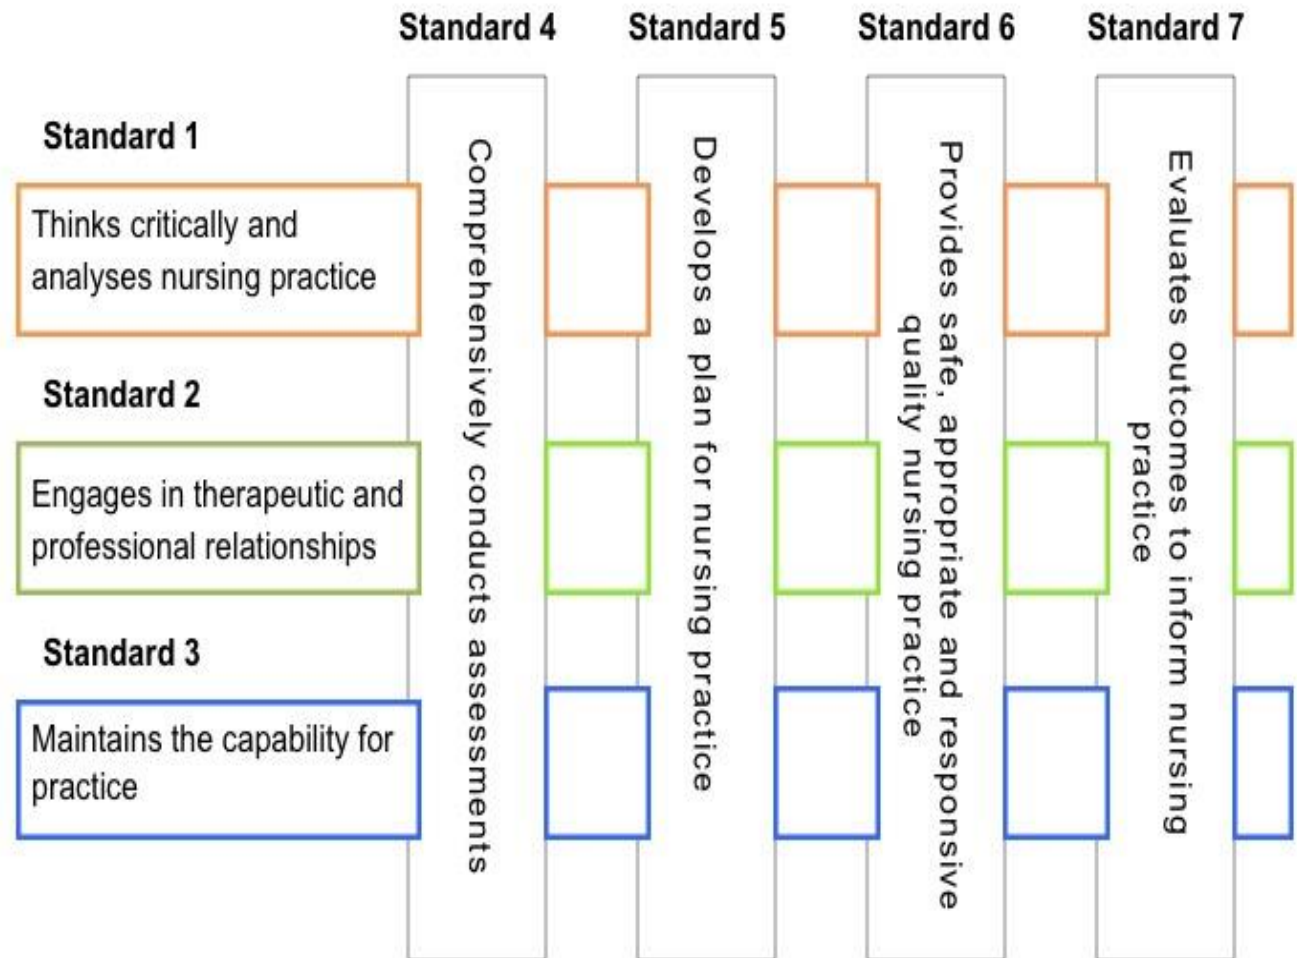 Standard 4
Standard 5
Standard 6
Standard 7
Standard 1
Thinks critically and
analyses nursing practice
Standard 2
Engages in therapeutic and
professional relationships
Standard 3
Maintains the capability for
practice
Comprehensively conducts assessments
Develops a plan for nursing practice
Provides safe, appropriate and responsive
quality nursing practice
Evaluates outcomes to inform nursing
practice